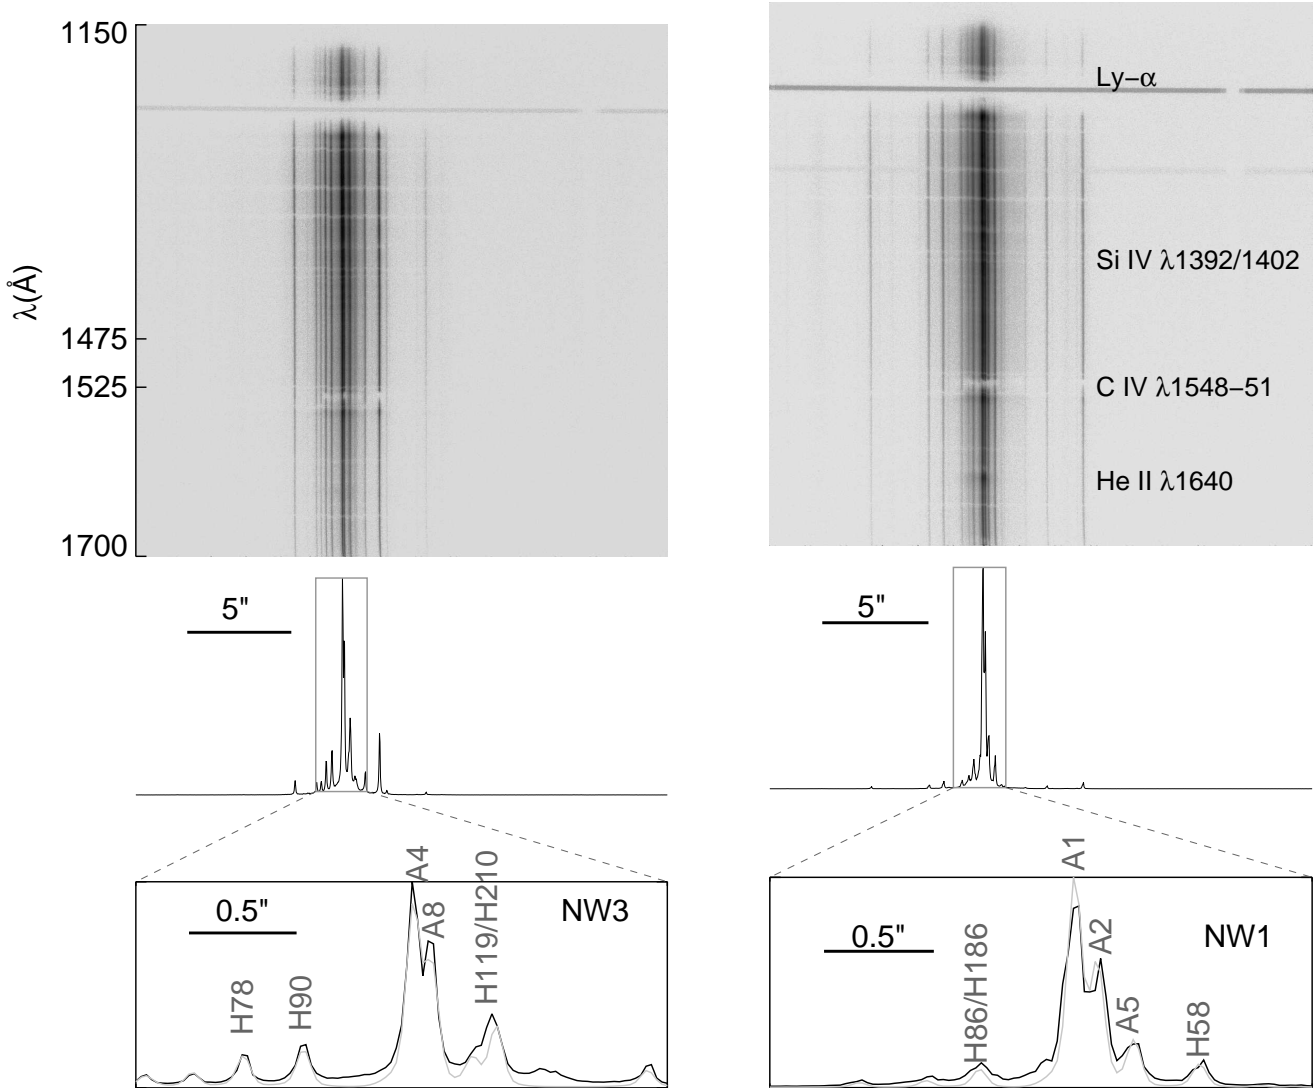 1150
1475
1525
1700
λ(Å)
Ly−α
Si IV λ1392/1402
C IV λ1548−51
He II λ1640
5"
5"
0.5"
NW3
H78
H90
A4
A8
H119/H210
0.5"
NW1
H86/H186
A1
A2
A5
H58